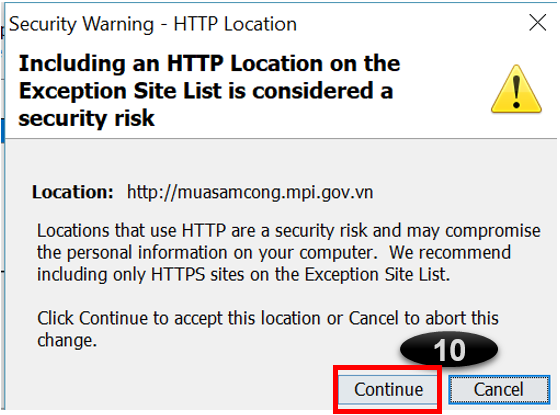 Security Warning - HTTP Location
Including an HTTP Location on the
Exception Site List is considered a
security risk
Location: http://muasamcong.mpi.gov.vn
Locations that use HTTP are a security risk and may compromise
the personal information on your computer. We recommend
including only HTTPS sites on the Exception Site List.
Click Continue to accept this location or Cancel to abort this
change.
10
Continue Cancel